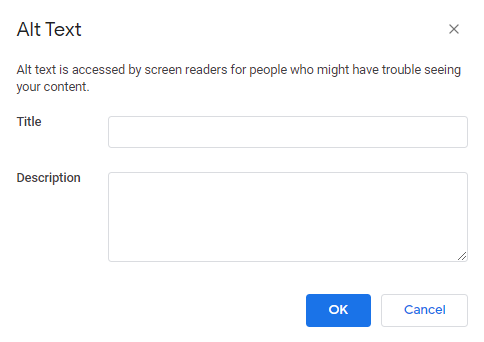 Alt Text
Alt text is accessed by screen readers for people who might have trouble seeing
your content.
Title
Description
OK
Cancel